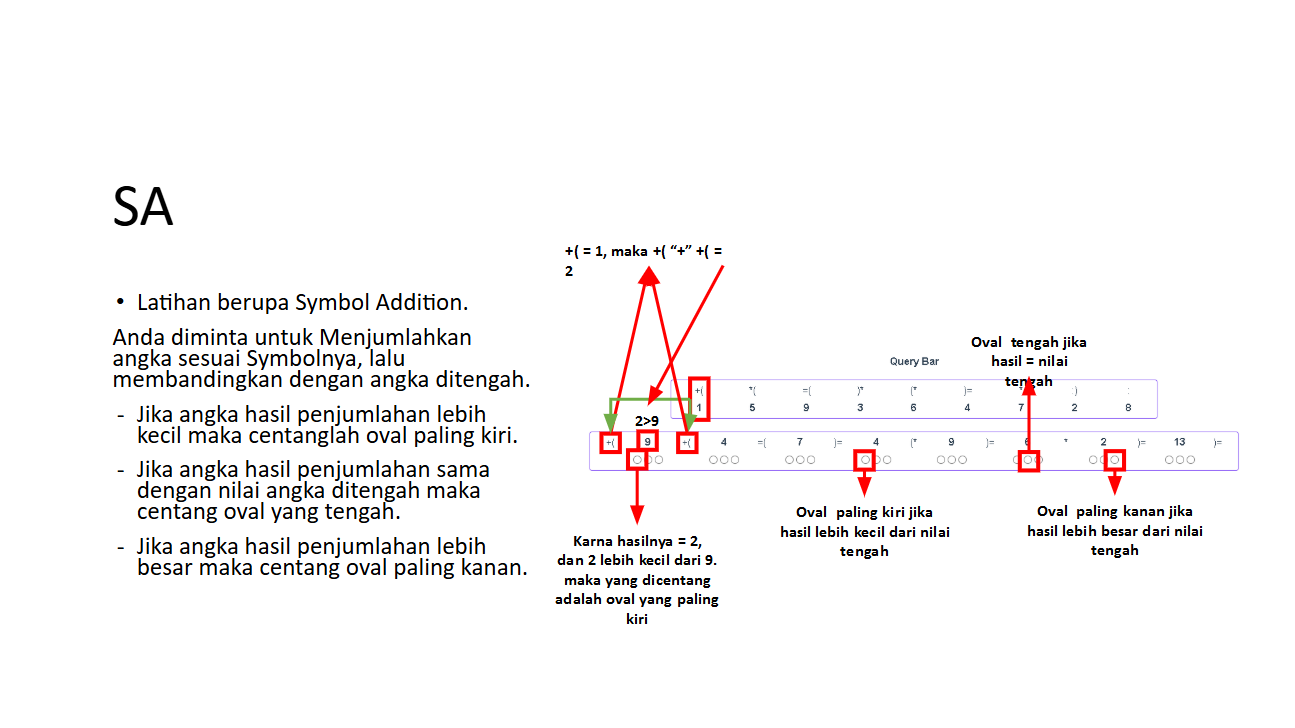 SA
• Latihan berupa Symbol Addition.
Anda diminta untuk Menjumlahkan
angka sesuai Symbolnya, lalu
membandingkan dengan angka ditengah.
- Jika angka hasil penjumlahan lebih
kecil maka centanglah oval paling kiri.
- Jika angka hasil penjumlahan sama
dengan nilai angka ditengah maka
centang oval yang tengah.
- Jika angka hasil penjumlahan lebih
besar maka centang oval paling kanan.
+( = 1, maka +( “+” +( =
2
Oval tengah jika
hasil = nilai
tengah
Query Bar
+( *( =( )* (* )= * :)
1 5 9 3 6 4 7 2 8
2>9
+( 9 +( 4 =( 7 )= 4 (* 9 )= 6 * 2 )= 13 )=
Karna hasilnya = 2,
dan 2 lebih kecil dari 9.
maka yang dicentang
adalah oval yang paling
kiri
Oval paling kiri jika
hasil lebih kecil dari nilai
tengah
Oval paling kanan jika
hasil lebih besar dari nilai
tengah